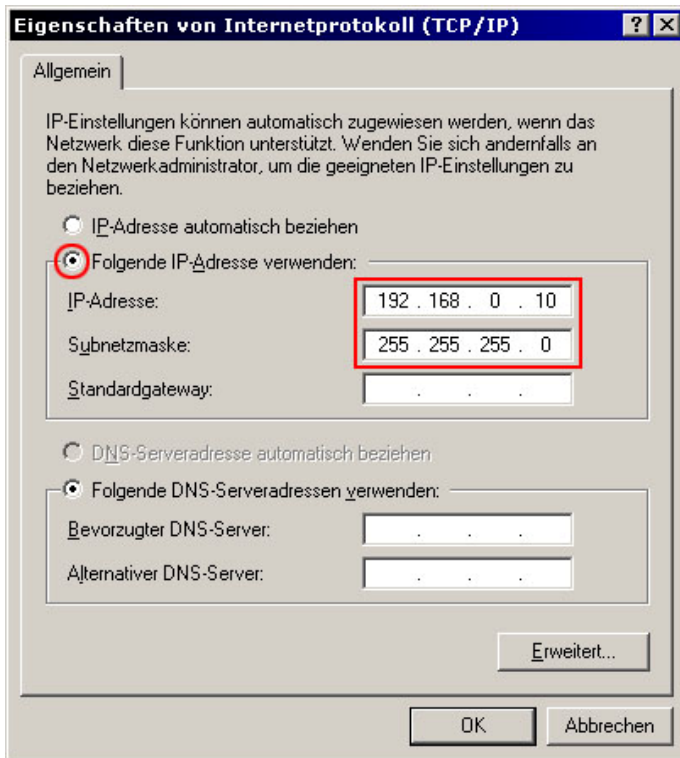 Eigenschaften von Internetprotokoll (TCP/IP)
Allgemein
IP-Einstellungen können automatisch zugewiesen werden, wenn das
Netzwerk diese Funktion unterstützt. Wenden Sie sich andernfalls an
den Netzwerkadministrator, um die geeigneten IP-Einstellungen zu
beziehen.
IP-Adresse automatisch beziehen
Folgende IP-Adresse verwenden:
IP-Adresse: 192 . 168 . 0 . 10
Subnetzmaske: 255 . 255 . 255 . 0
Standardgateway: . . .
DNS-Serveradresse automatisch beziehen
Folgende DNS-Serveradressen verwenden:
Bevorzugter DNS-Server: . . .
Alternativer DNS-Server: . . .
Erweitert...
OK Abbrechen